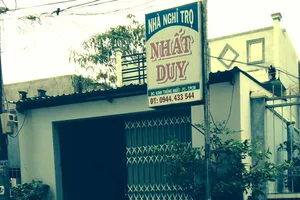 NHÀ NGHỈ TRỌ
NHẤT
DUY
ĐT: 0944.433 544